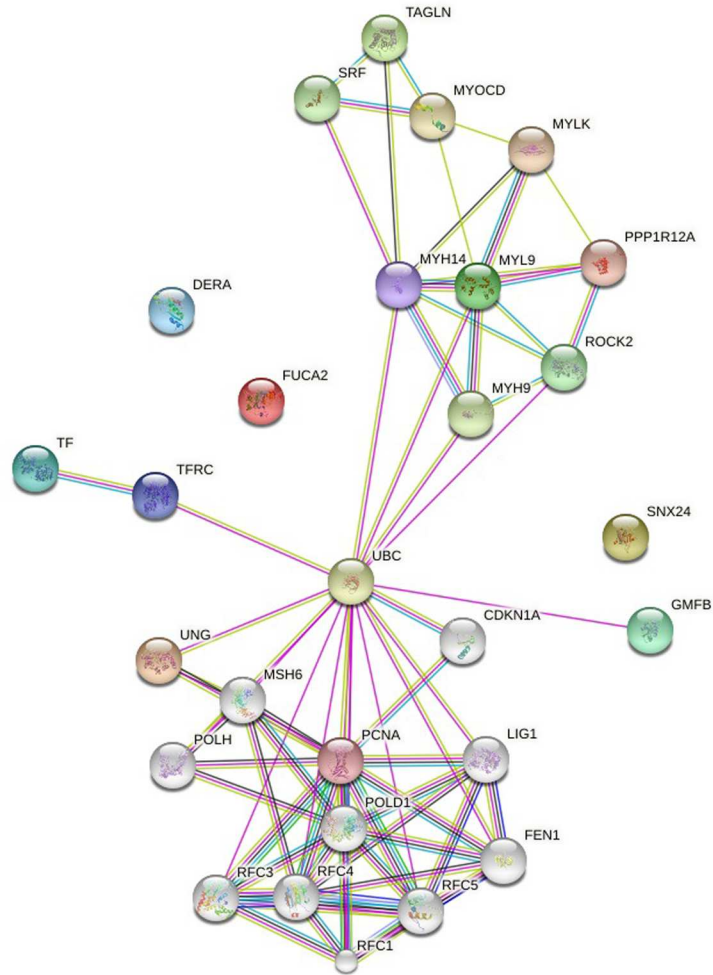 TAGLN
SRF
MYOCD
MYLK
PPP1R12A
MYH14
MYL9
DERA
ROCK2
FUCA2
MYH9
TF
TFRC
SNX24
UBC
GMFB
CDKN1A
UNG
MSH6
PCNA
LIG1
POLH
POLD1
FEN1
RFC3
RFC4
RFC5
RFC1